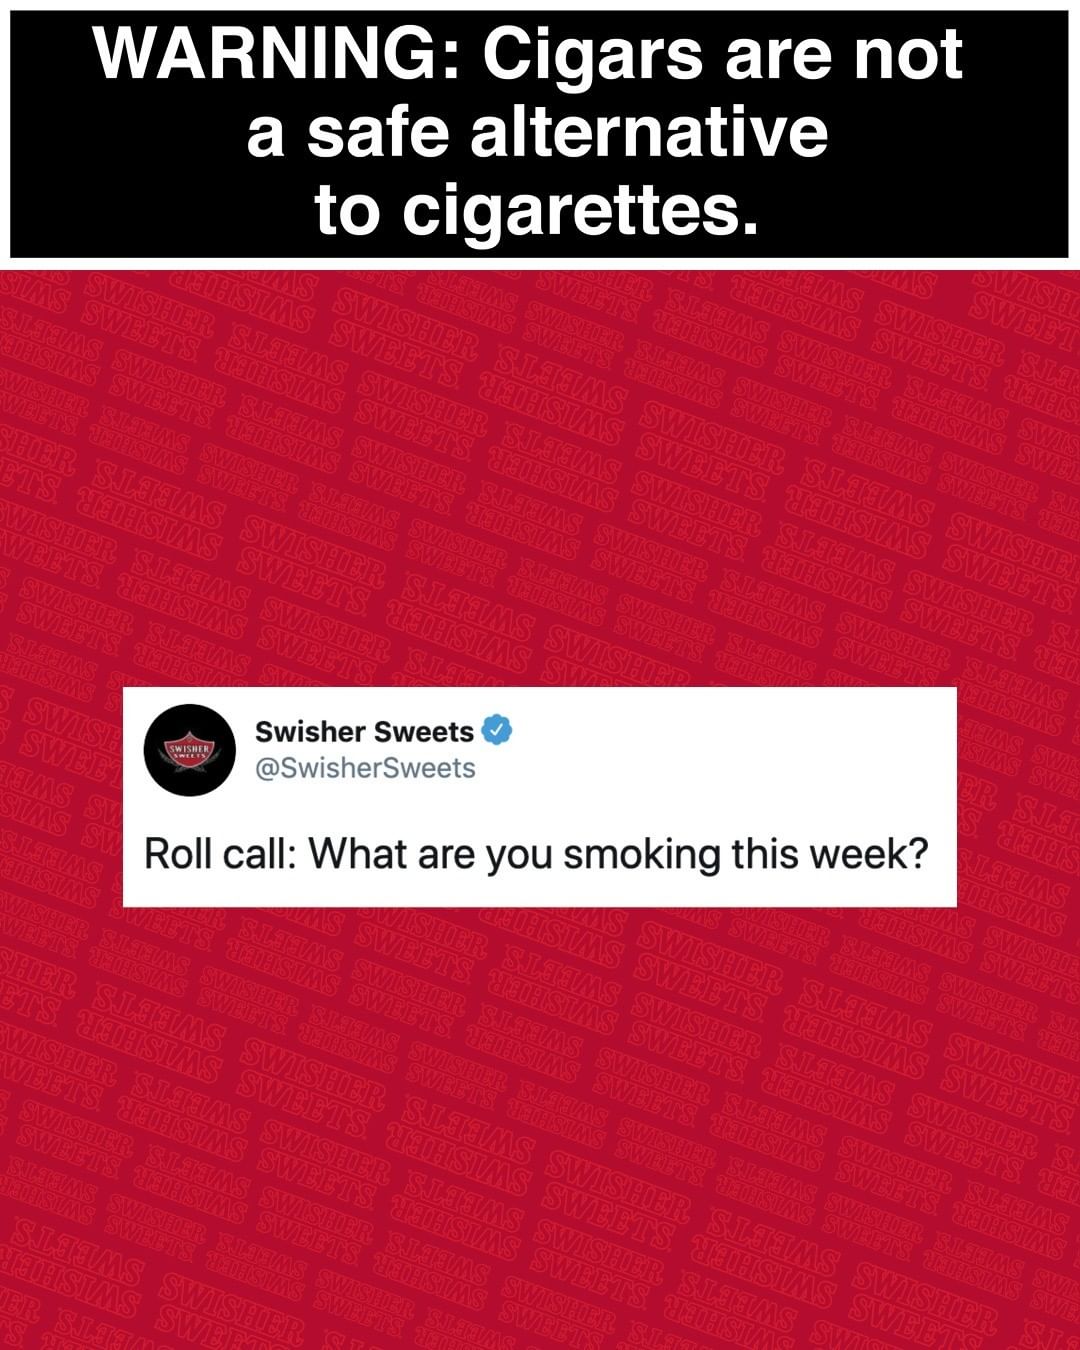 WARNING: Cigars are not
a safe alternative
to cigarettes.
SWISHER
SWEETS
Swisher Sweets
@SwisherSweets
Roll call: What are you smoking this week?